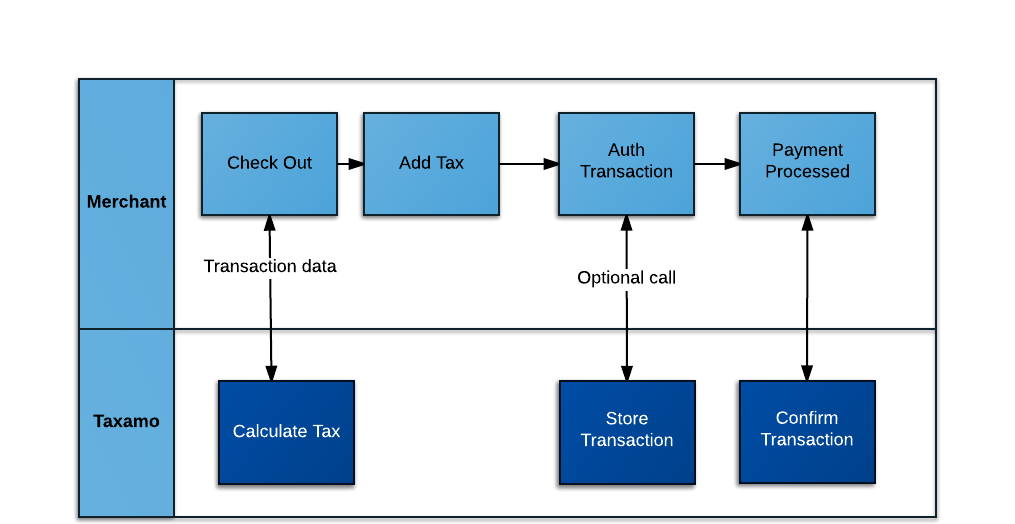 Merchant
Check Out
Add Tax
Auth
Transaction
Payment
Processed
Transaction data
Optional call
Taxamo
Calculate Tax
Store
Transaction
Confirm
Transaction